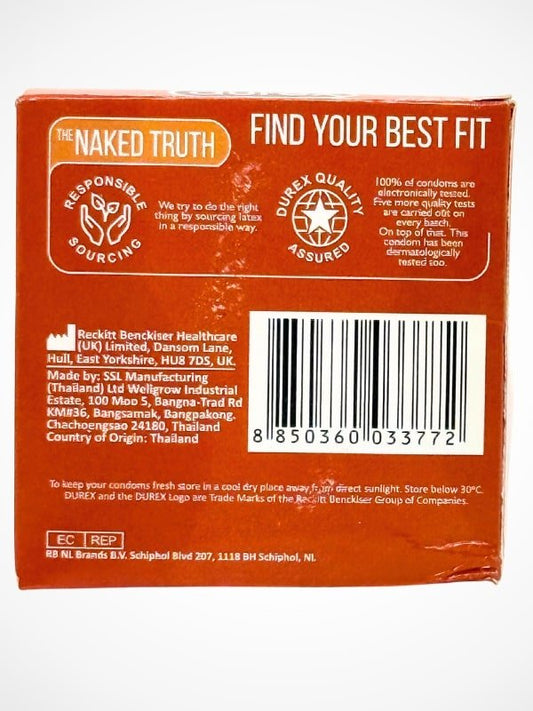 THE NAKED TRUTH
FIND YOUR BEST FIT
RESPONSIBLE
SOURCING
We try to do the right
thing by sourcing latex
in a responsible way.
DUREX QUALITY
ASSURED
100% of condoms are
electronically tested.
Five more quality tests
are carried out on
every batch.
On top of that. This
condom has been
dermatologically
tested too.
Reckitt Benckiser Healthcare
(UK) Limited, Dansom Lane,
Hull, East Yorkshire, HU8 7DS, UK.
Made by: SSL Manufacturing
(Thailand) Ltd Wellgrow Industrial
Estate, 100 Moo 5, Bangna-Trad Rd
KM#36, Bangsamak, Bangpakong.
Chachoengsao 24180, Thailand
Country of Origin: Thailand
8 850360 033772
To keep your condoms fresh store in a cool dry place away from direct sunlight. Store below 30ºC.
DUREX and the DUREX Logo are Trade Marks of the Reckitt Benckiser Group of Companies.
EC REP
RB NL Brands B.V. Schiphol Blvd 207, 1118 BH Schiphol, NL